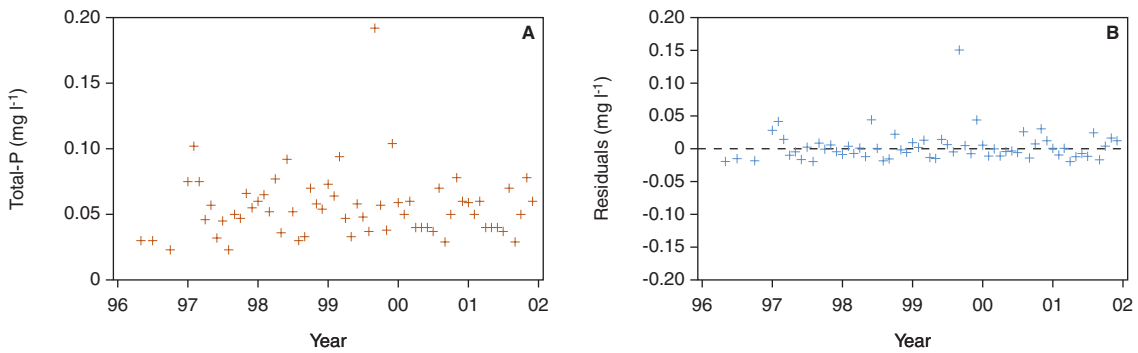 A
Total-P (mg l-1)
0.20
0.15
0.10
0.05
0
96 97 98 99 00 01 02
Year
B
Residuals (mg l-1)
0.20
0.15
0.10
0.05
0
-0.05
-0.10
-0.15
-0.20
96 97 98 99 00 01 02
Year